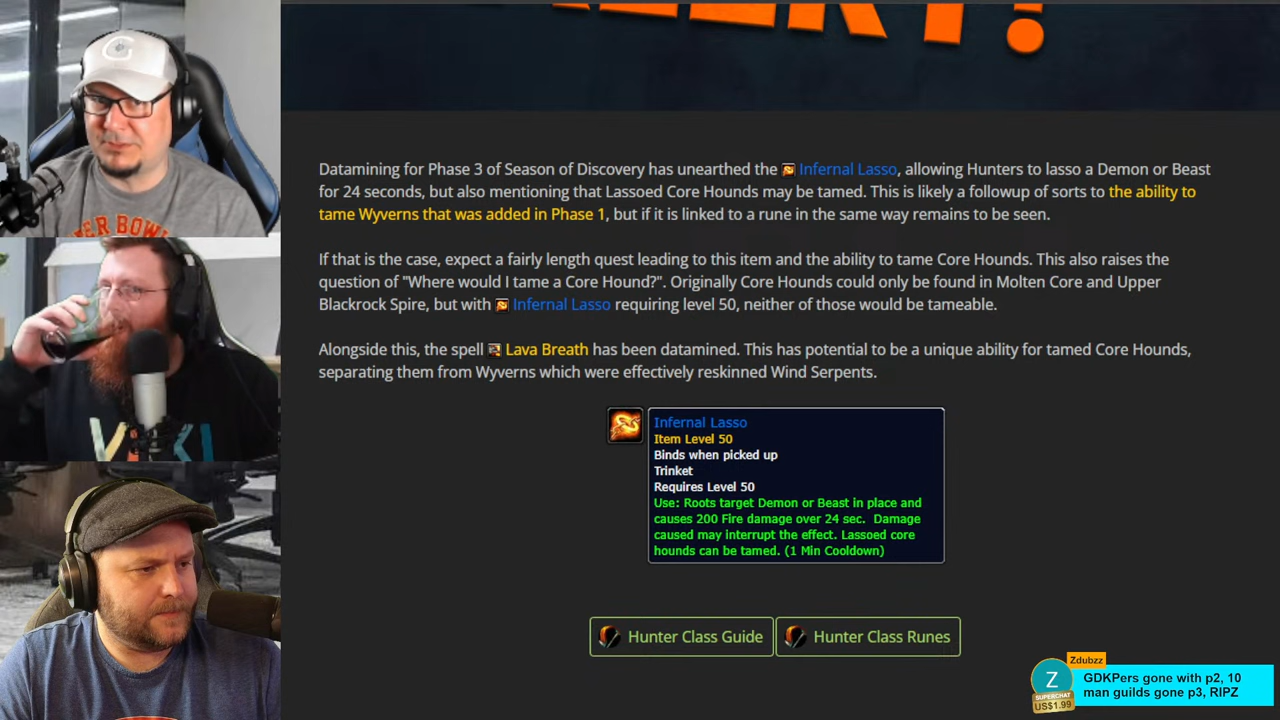 Datamining for Phase 3 of Season of Discovery has unearthed the Infernal Lasso, allowing Hunters to lasso a Demon or Beast
for 24 seconds, but also mentioning that Lassoed Core Hounds may be tamed. This is likely a followup of sorts to the ability to
tame Wyverns that was added in Phase 1, but if it is linked to a rune in the same way remains to be seen.
If that is the case, expect a fairly length quest leading to this item and the ability to tame Core Hounds. This also raises the
question of "Where would I tame a Core Hound?". Originally Core Hounds could only be found in Molten Core and Upper
Blackrock Spire, but with Infernal Lasso requiring level 50, neither of those would be tameable.
Alongside this, the spell Lava Breath has been datamined. This has potential to be a unique ability for tamed Core Hounds,
separating them from Wyverns which were effectively reskinned Wind Serpents.
Infernal Lasso
Item Level 50
Binds when picked up
Trinket
Requires Level 50
Use: Roots target Demon or Beast in place and
causes 200 Fire damage over 24 sec. Damage
caused may interrupt the effect. Lassoed core
hounds can be tamed. (1 Min Cooldown)
Hunter Class Guide
Hunter Class Runes
Zdubzz
Z
SUPERCHAT
US$1.99
GDKPers gone with p2, 10
man guilds gone p3, RIPZ